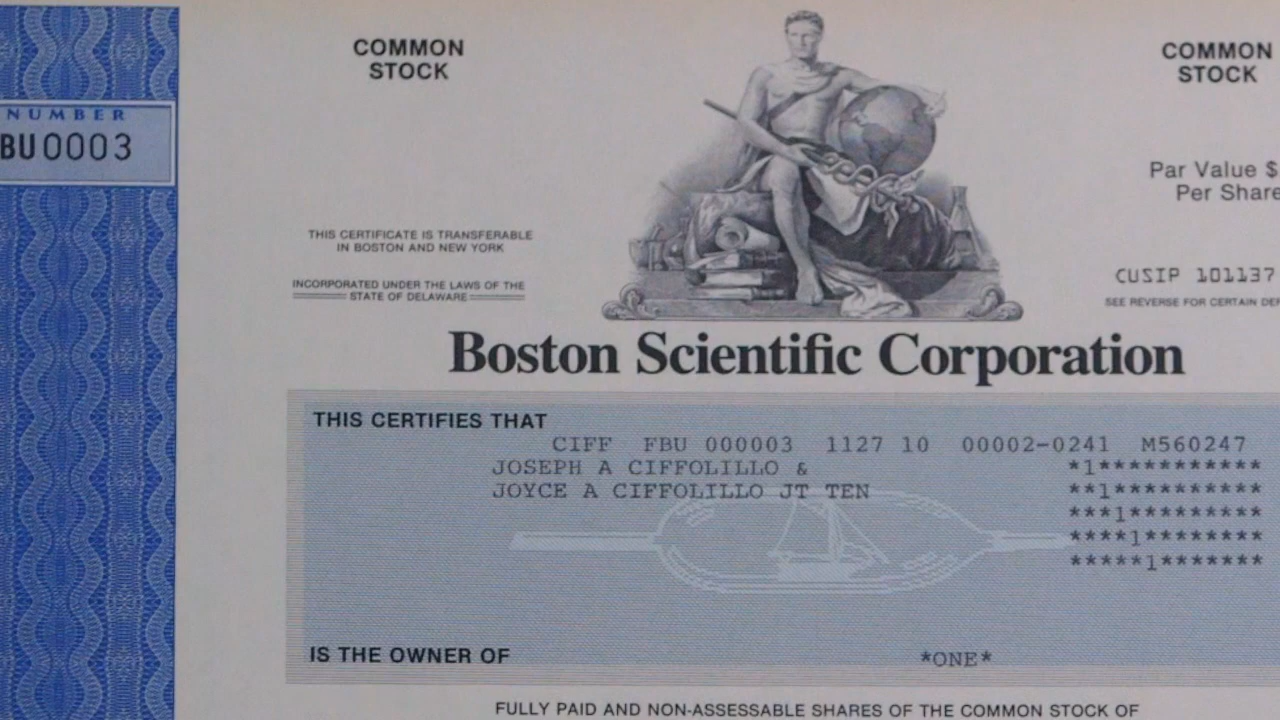 COMMON
STOCK
COMMON
STOCK
NUMBER
BU 0003
Par Value $
Per Share
THIS CERTIFICATE IS TRANSFERABLE
IN BOSTON AND NEW YORK
CUSIP 101137
INCORPORATED UNDER THE LAWS OF THE
STATE OF DELAWARE
SEE REVERSE FOR CERTAIN DEF
Boston Scientific Corporation
THIS CERTIFIES THAT
CIFF FBU 000003 1127 10 00002-0241 M560247
JOSEPH A CIFFOLILLO & *1***********
JOYCE A CIFFOLILLO JT TEN **1**********
***1*********
****1********
*****1*******
IS THE OWNER OF *ONE*
FULLY PAID AND NON-ASSESSABLE SHARES OF THE COMMON STOCK OF